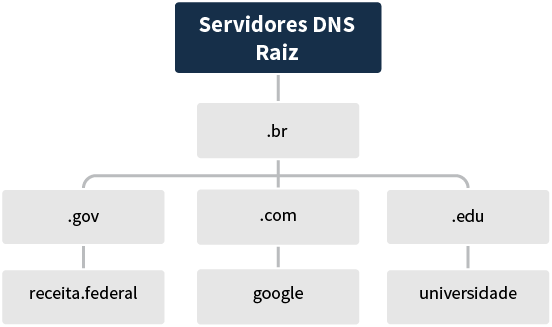 Servidores DNS
Raiz
.br
.gov
.com
.edu
receita.federal
google
universidade